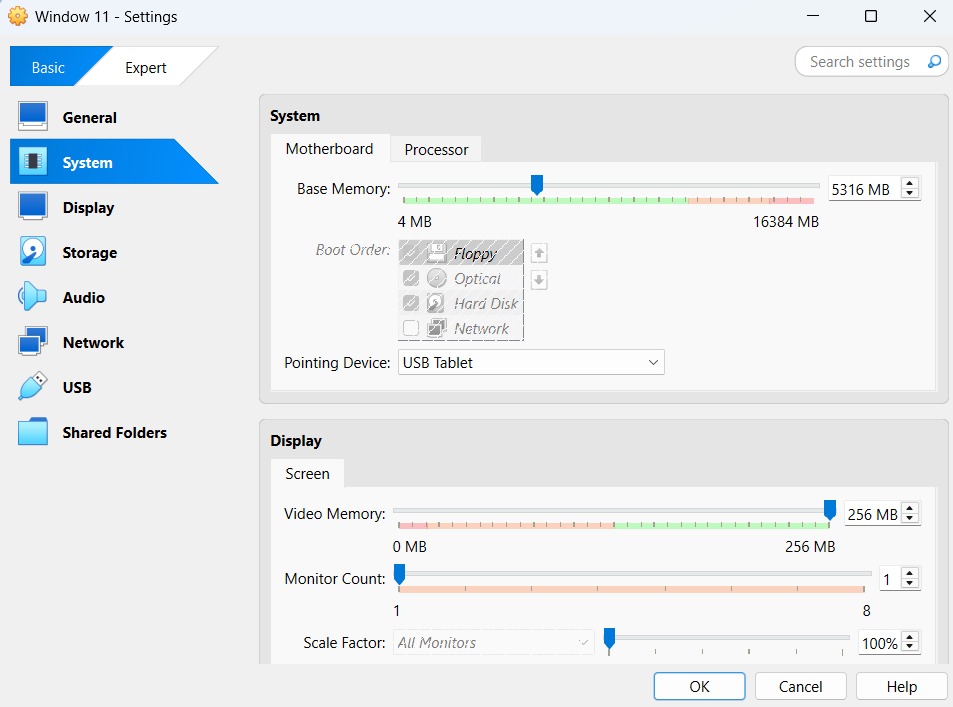 Window 11 - Settings
Basic
Expert
Search settings
General
System
Display
Storage
Audio
Network
USB
Shared Folders
System
Motherboard
Processor
Base Memory:
5316 MB
4 MB
16384 MB
Boot Order:
Floppy
Optical
Hard Disk
Network
Pointing Device:
USB Tablet
Display
Screen
Video Memory:
256 MB
0 MB
256 MB
Monitor Count:
1
1
8
Scale Factor:
All Monitors
100%
OK
Cancel
Help